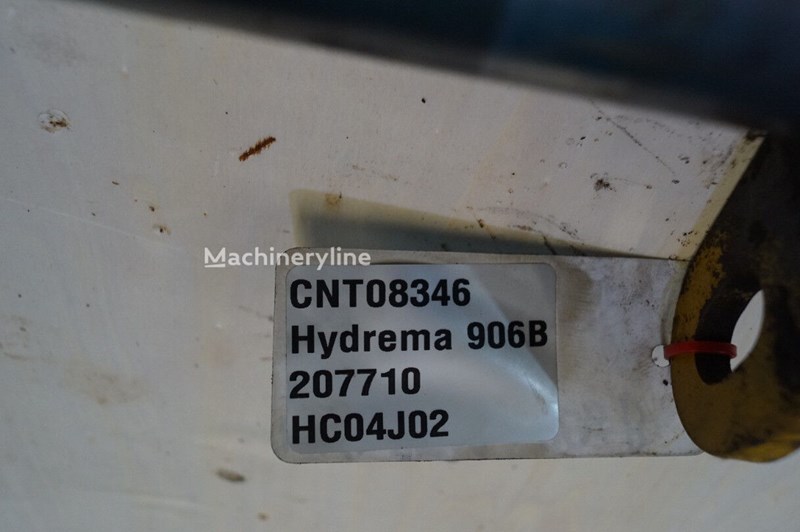 Machineryline
CNT08346
Hydrema 906B
207710
HC04J02